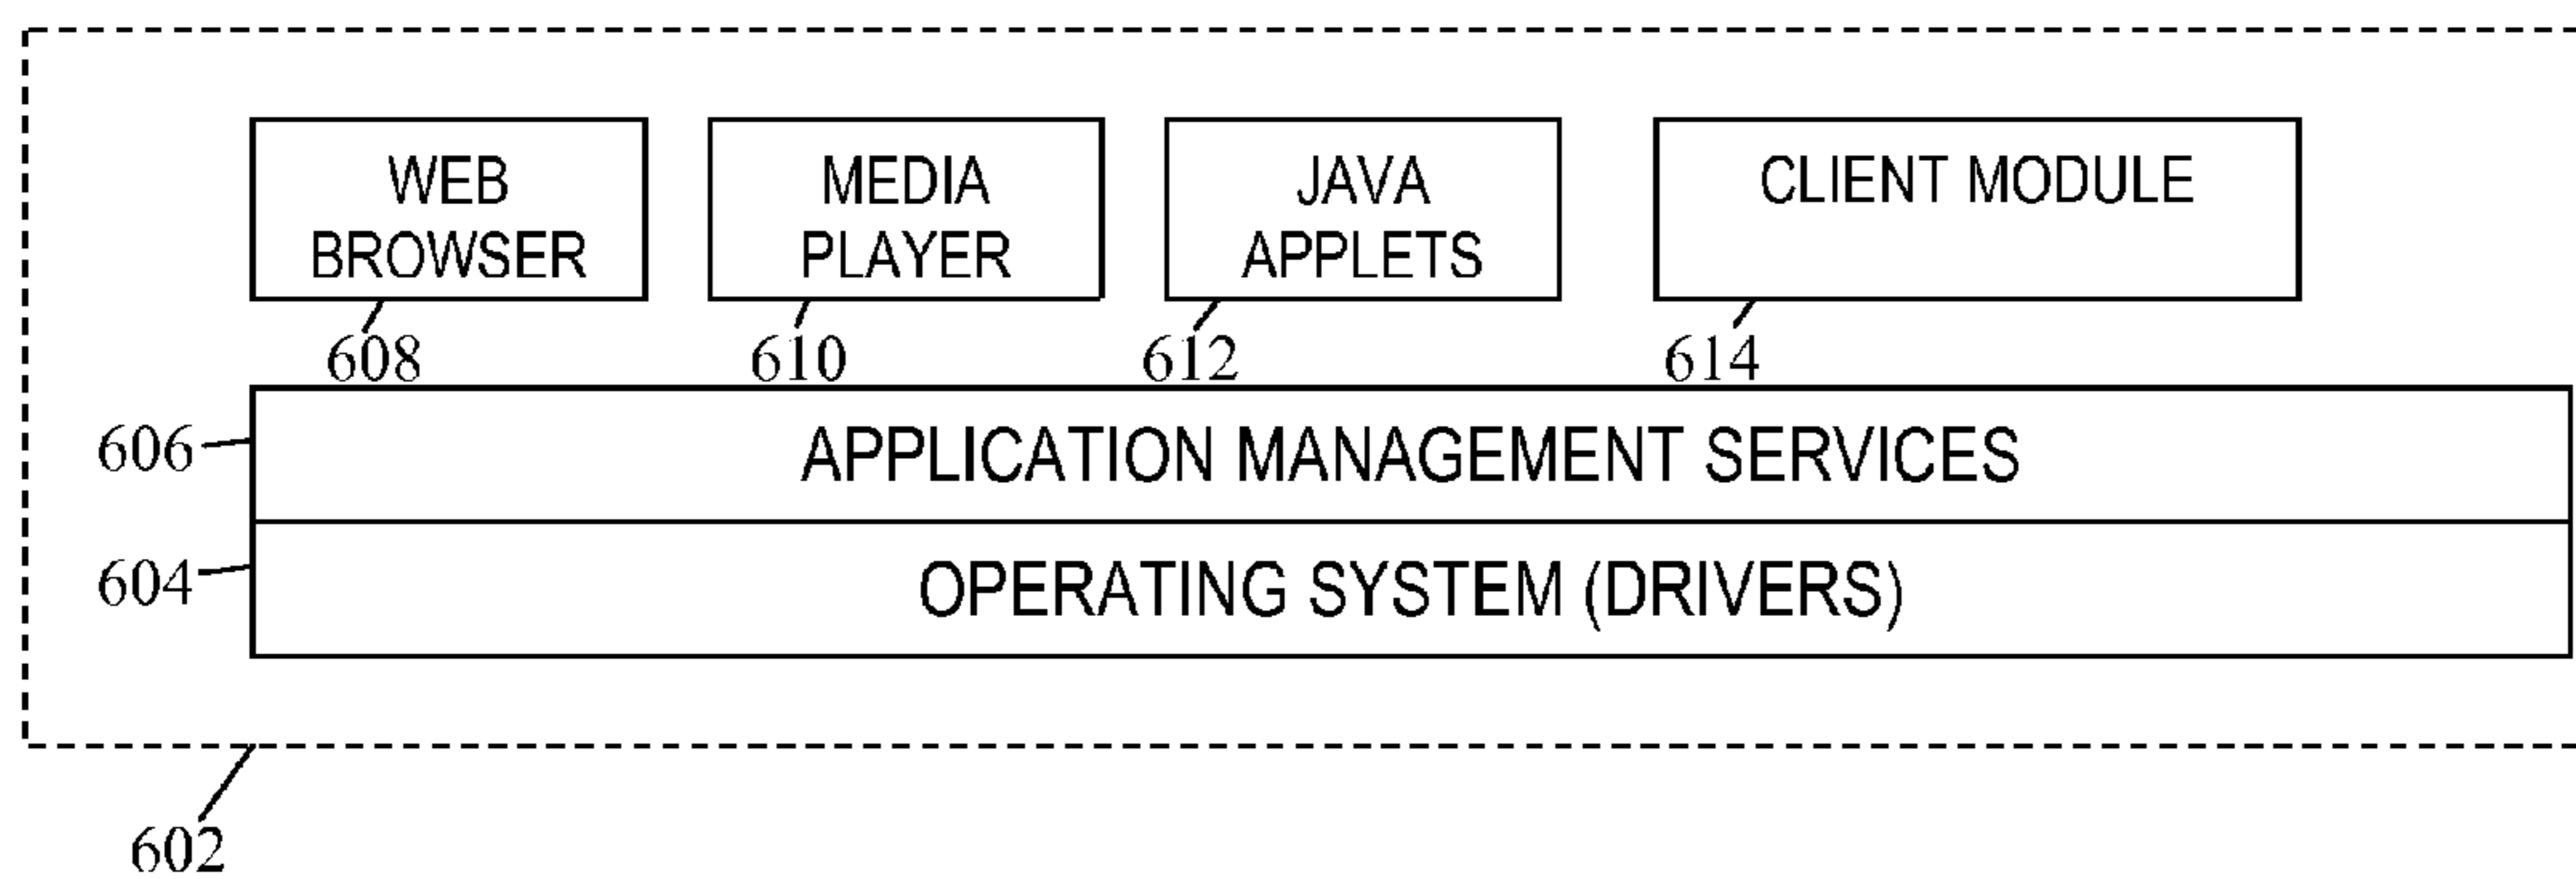 WEB
BROWSER
MEDIA
PLAYER
JAVA
APPLETS
CLIENT MODULE
608
610
612
614
606
APPLICATION MANAGEMENT SERVICES
604
OPERATING SYSTEM (DRIVERS)
602